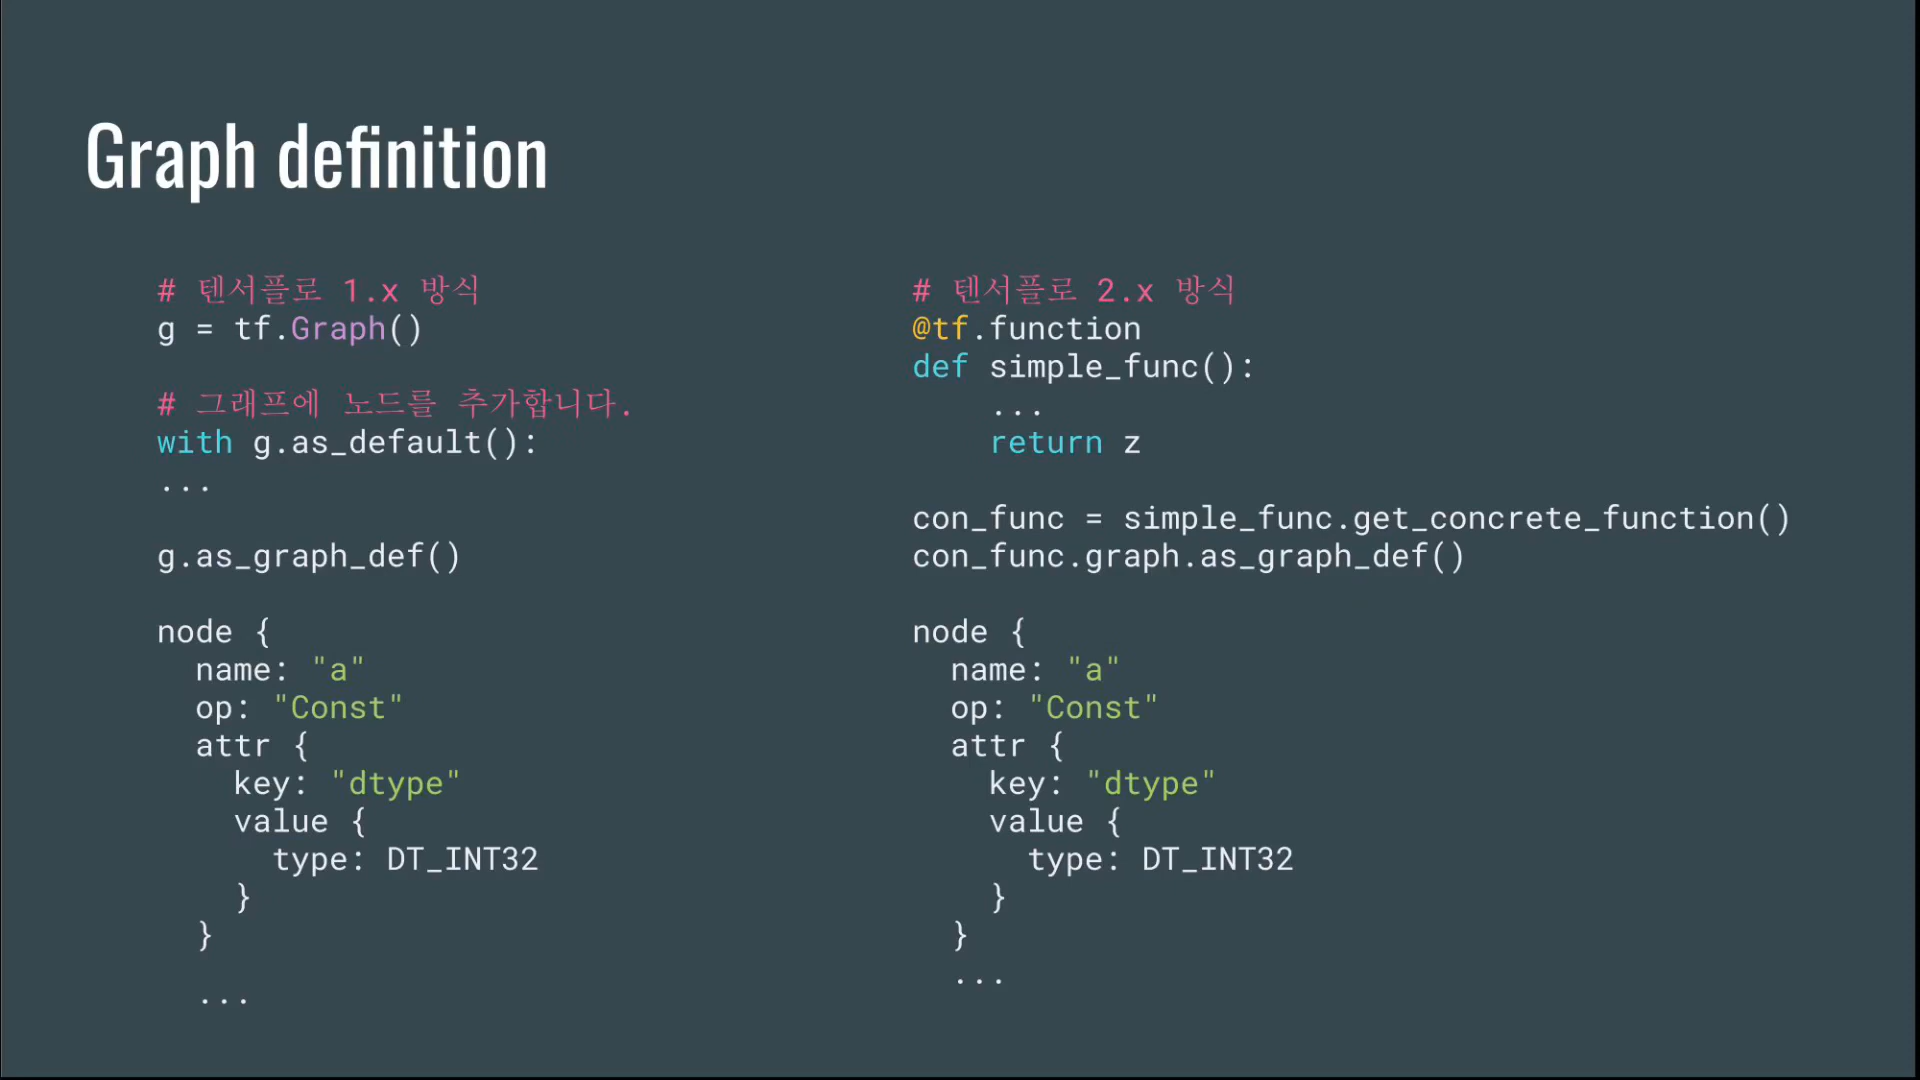 Graph definition
# 텐서플로 1.x 방식
g = tf.Graph()
# 그래프에 노드를 추가합니다.
with g.as_default():
...
g.as_graph_def()
node {
  name: "a"
  op: "Const"
  attr {
    key: "dtype"
    value {
      type: DT_INT32
    }
  }
  ...
# 텐서플로 2.x 방식
@tf.function
def simple_func():
    ...
    return z
con_func = simple_func.get_concrete_function()
con_func.graph.as_graph_def()
node {
  name: "a"
  op: "Const"
  attr {
    key: "dtype"
    value {
      type: DT_INT32
    }
  }
  ...